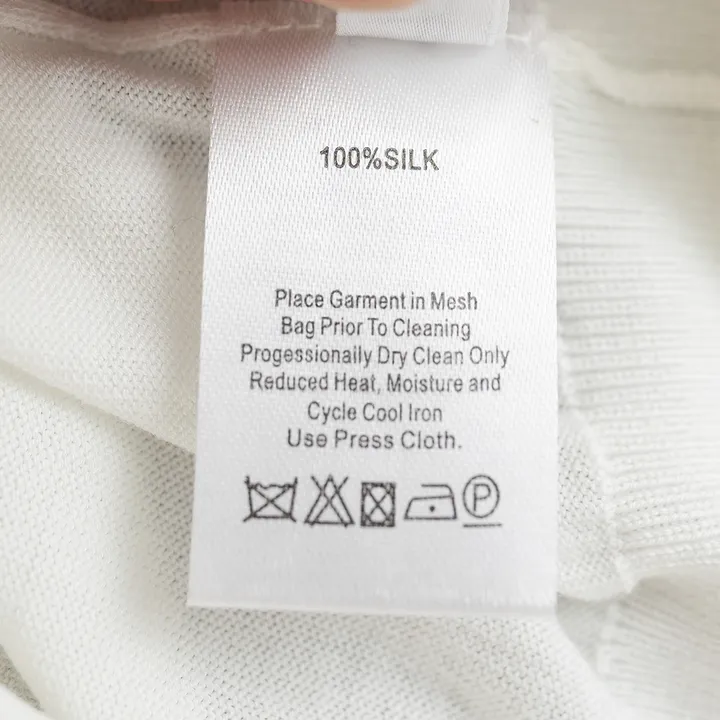 100%SILK
Place Garment in Mesh
Bag Prior To Cleaning
Progessionaily Dry Clean Only
Reduced Heat, Moisture and
Cycle Cool Iron
Use Press Cloth.
P